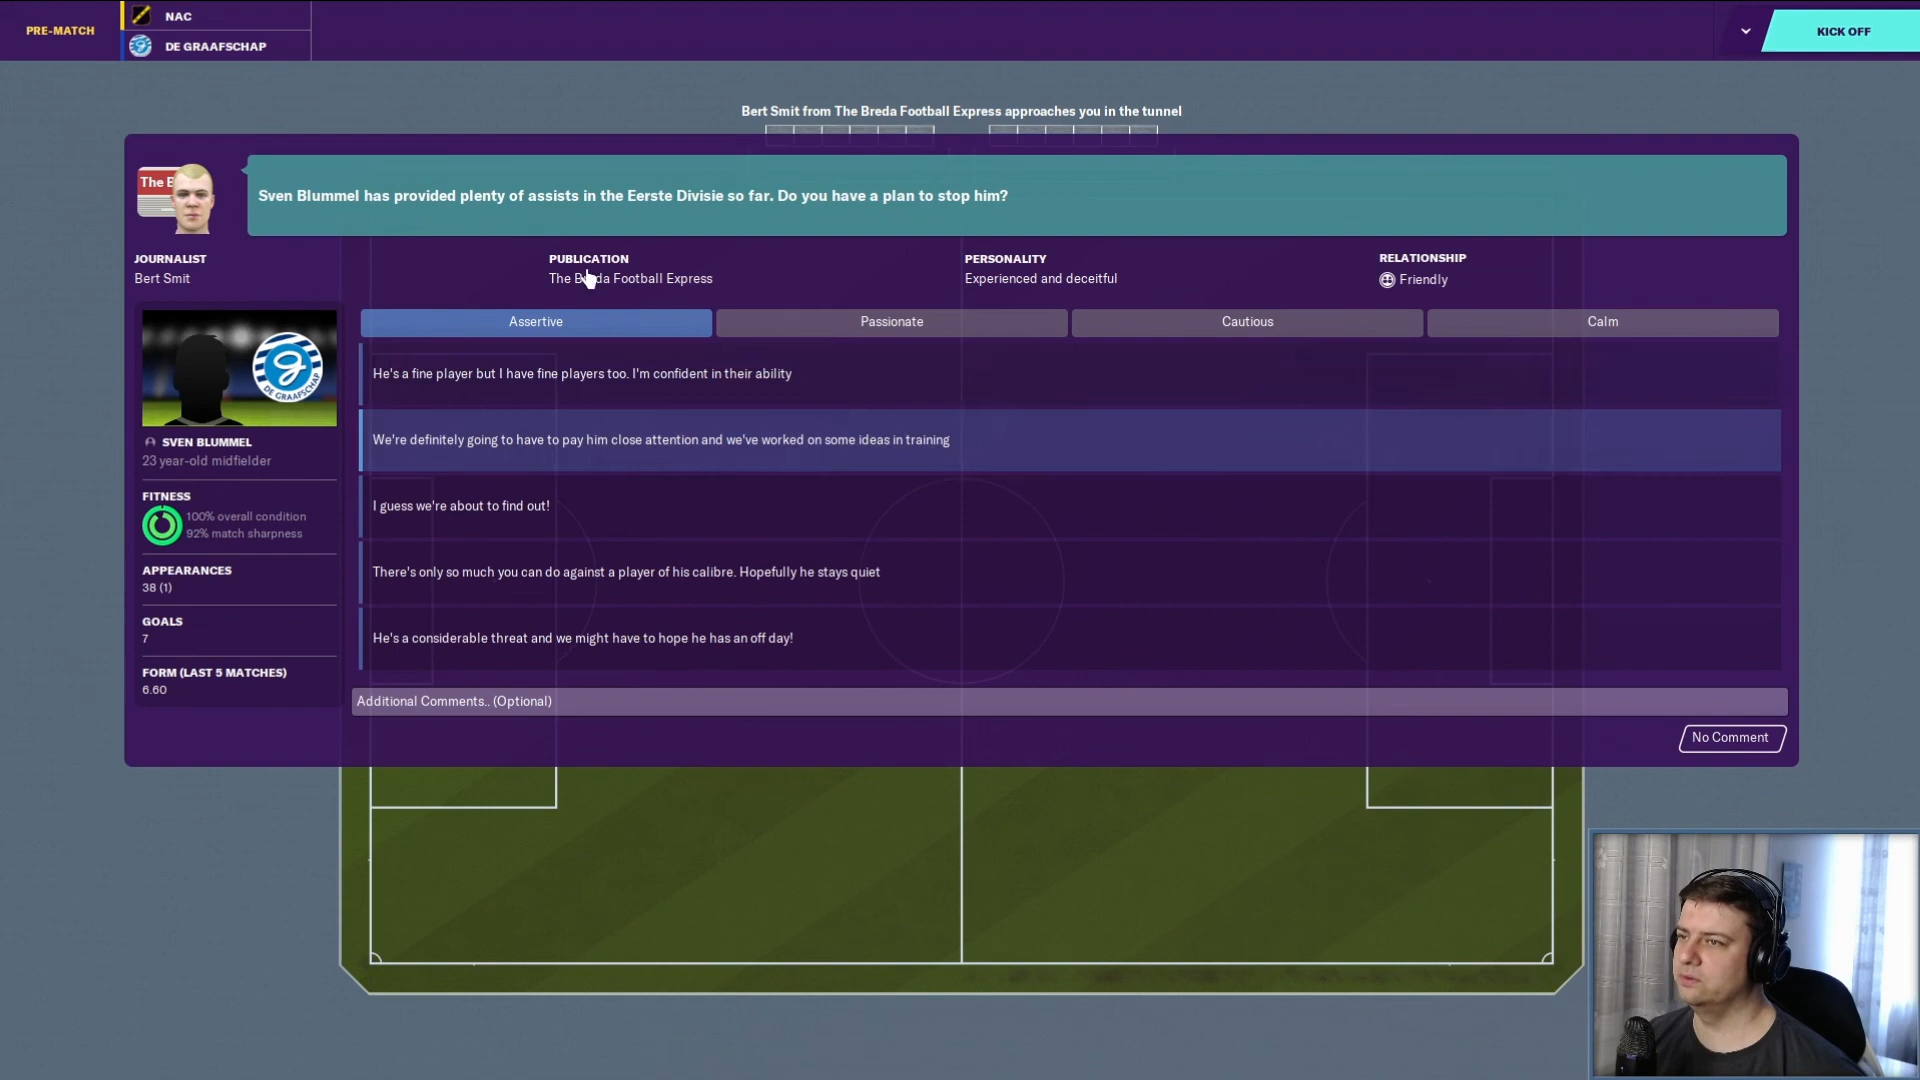 PRE-MATCH
NAC
DE GRAAFSCHAP
KICK OFF
Bert Smit from The Breda Football Express approaches you in the tunnel
The B
Sven Blummel has provided plenty of assists in the Eerste Divisie so far. Do you have a plan to stop him?
JOURNALIST
Bert Smit
PUBLICATION
The Breda Football Express
PERSONALITY
Experienced and deceitful
RELATIONSHIP
Friendly
Assertive
Passionate
Cautious
Calm
DE GRAAFSCHAP
He's a fine player but I have fine players too. I'm confident in their ability
We're definitely going to have to pay him close attention and we've worked on some ideas in training
I guess we're about to find out!
There's only so much you can do against a player of his calibre. Hopefully he stays quiet
He's a considerable threat and we might have to hope he has an off day!
SVEN BLUMMEL
23 year-old midfielder
FITNESS
100% overall condition
92% match sharpness
APPEARANCES
38 (1)
GOALS
7
FORM (LAST 5 MATCHES)
6.60
Additional Comments.. (Optional)
No Comment